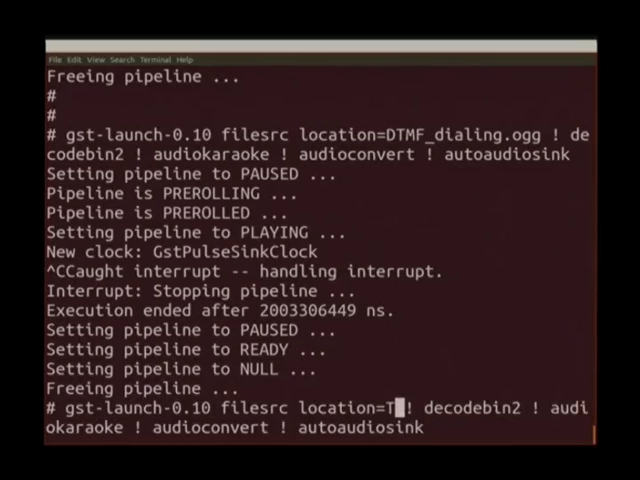 File Edit View Search Terminal Help
Freeing pipeline ...
#
#
# gst-launch-0.10 filesrc location=DTMF_dialing.ogg ! de
codebin2 ! audiokaraoke ! audioconvert ! autoaudiosink
Setting pipeline to PAUSED ...
Pipeline is PREROLLING ...
Pipeline is PREROLLED ...
Setting pipeline to PLAYING ...
New clock: GstPulseSinkClock
^CCaught interrupt -- handling interrupt.
Interrupt: Stopping pipeline ...
Execution ended after 2003306449 ns.
Setting pipeline to PAUSED ...
Setting pipeline to READY ...
Setting pipeline to NULL ...
Freeing pipeline ...
# gst-launch-0.10 filesrc location=T ! decodebin2 ! audi
okaraoke ! audioconvert ! autoaudiosink